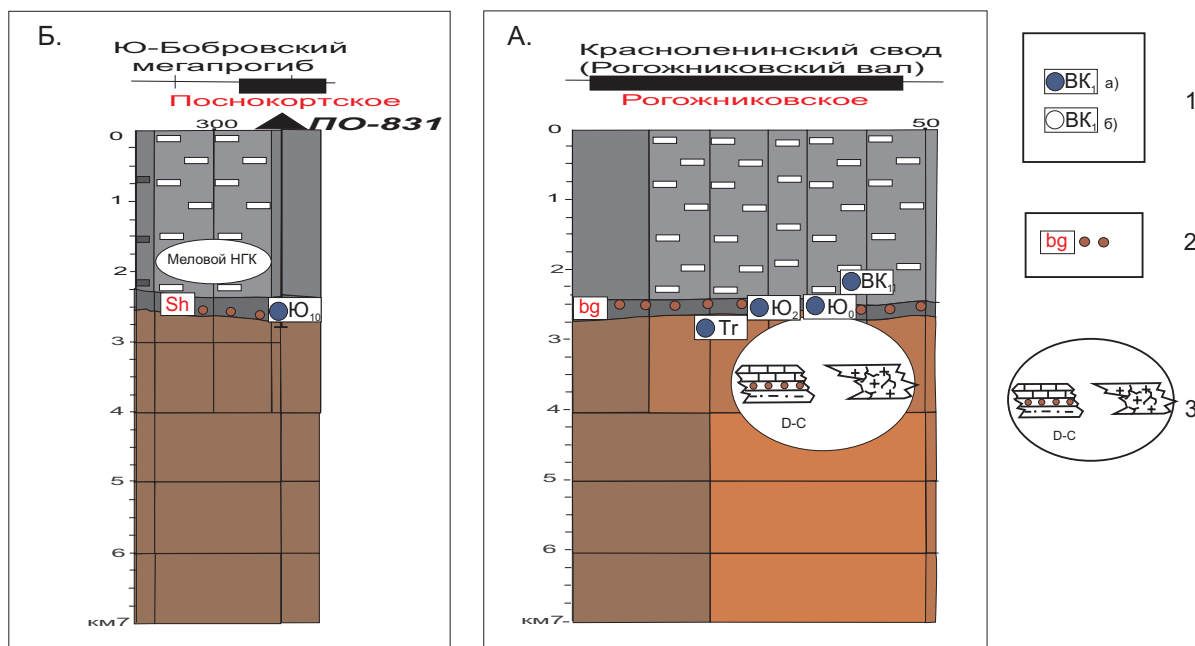 Б.
Ю-Бобровский
мегапрогиб
Поснокортское
300
ПО-831
0
1
2
3
4
5
6
км7
Меловой НГК
Sh
Ю10
А.
Красноленинский свод
(Рогожниковский вал)
Рогожниковское
50
0
1
2
3
4
5
6
км7
ВК1
bg
Ю2
Ю0
Tr
D-C
ВК1 а)
ВК1 б)
1
bg
2
D-C
3